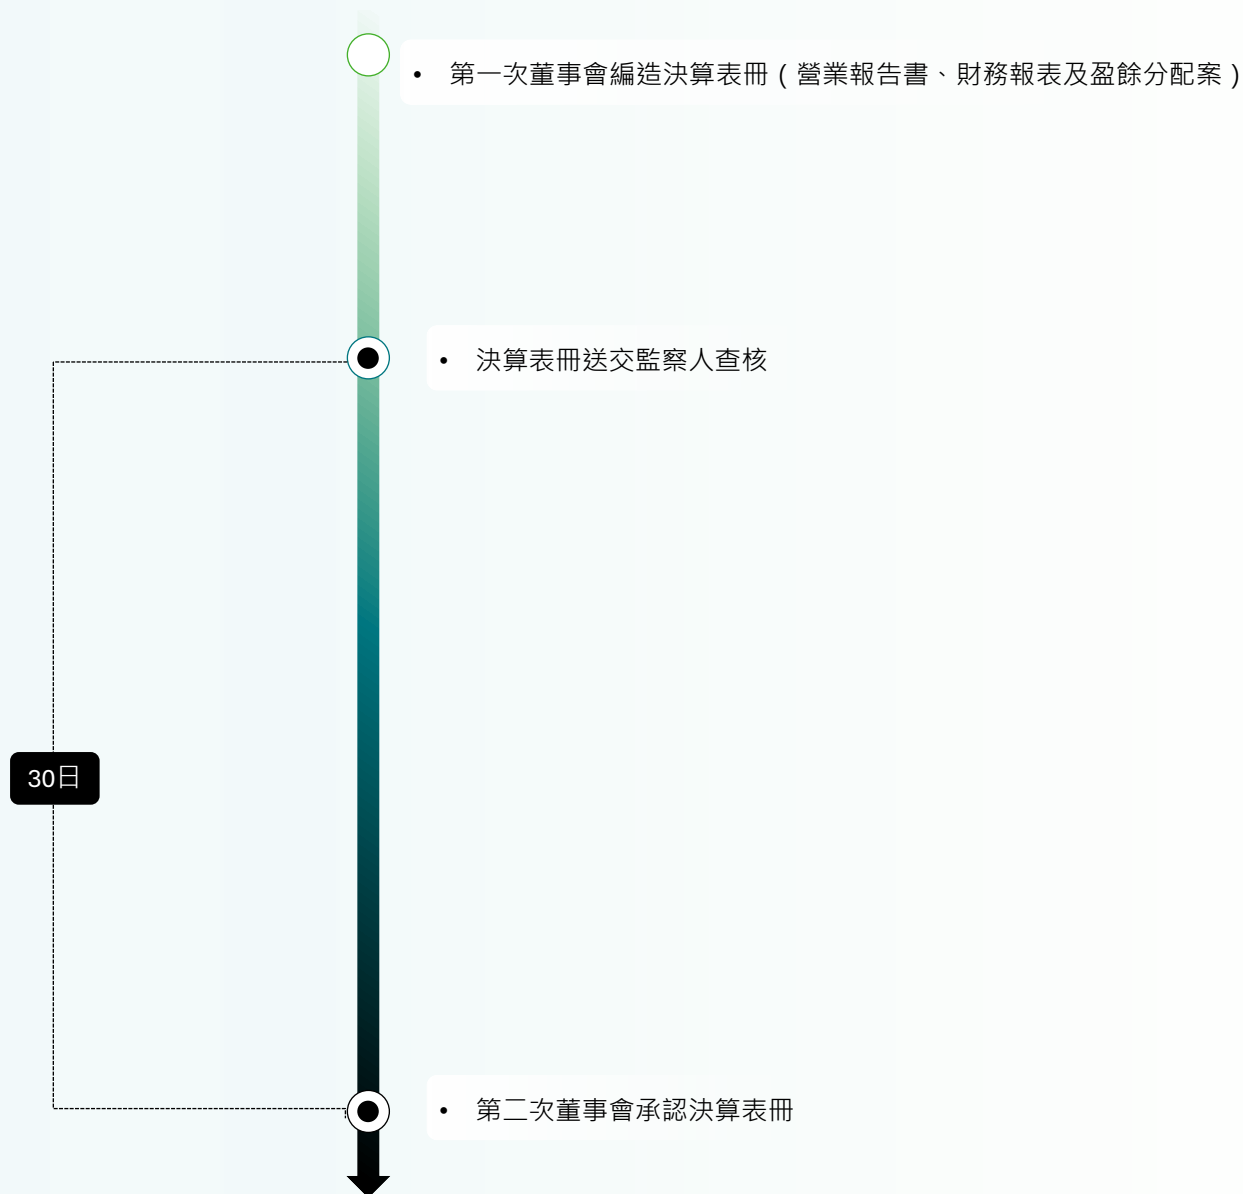 • 第一次董事會編造決算表冊（營業報告書、財務報表及盈餘分配案）
• 決算表冊送交監察人查核
30日
• 第二次董事會承認決算表冊